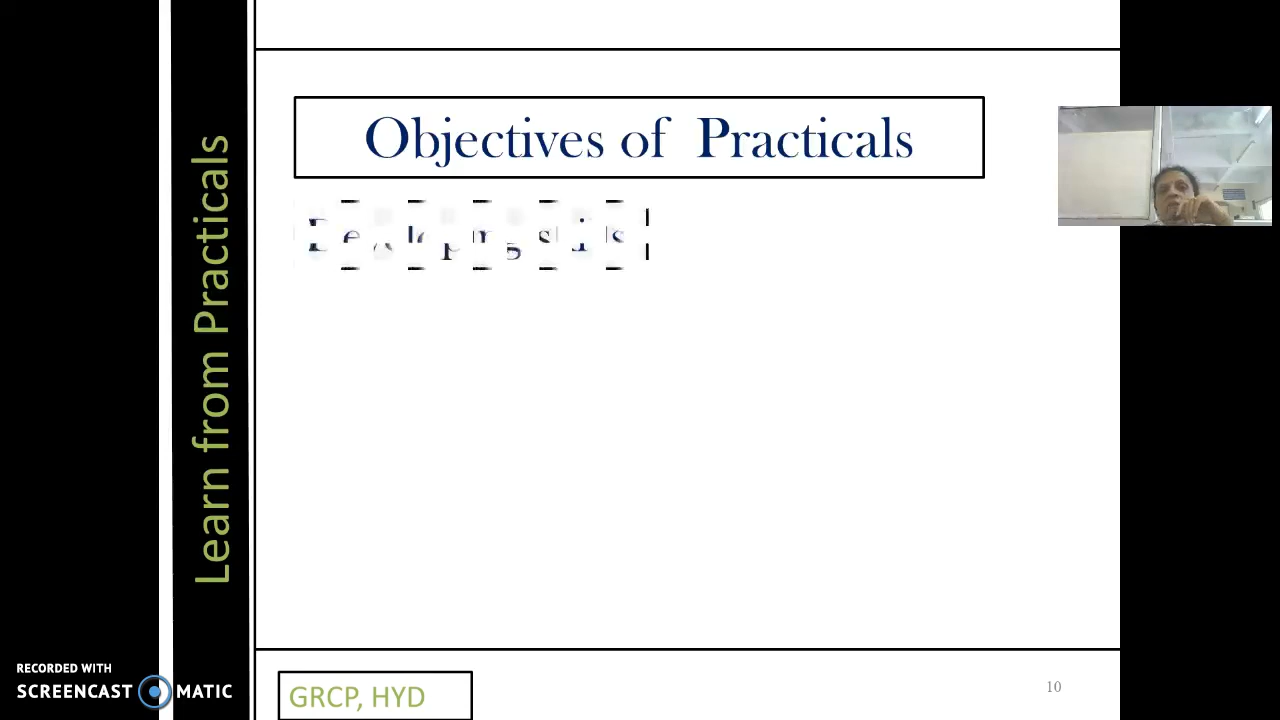 Objectives of Practicals
Learn from Practicals
GRCP, HYD
10
RECORDED WITH
SCREENCAST MATIC